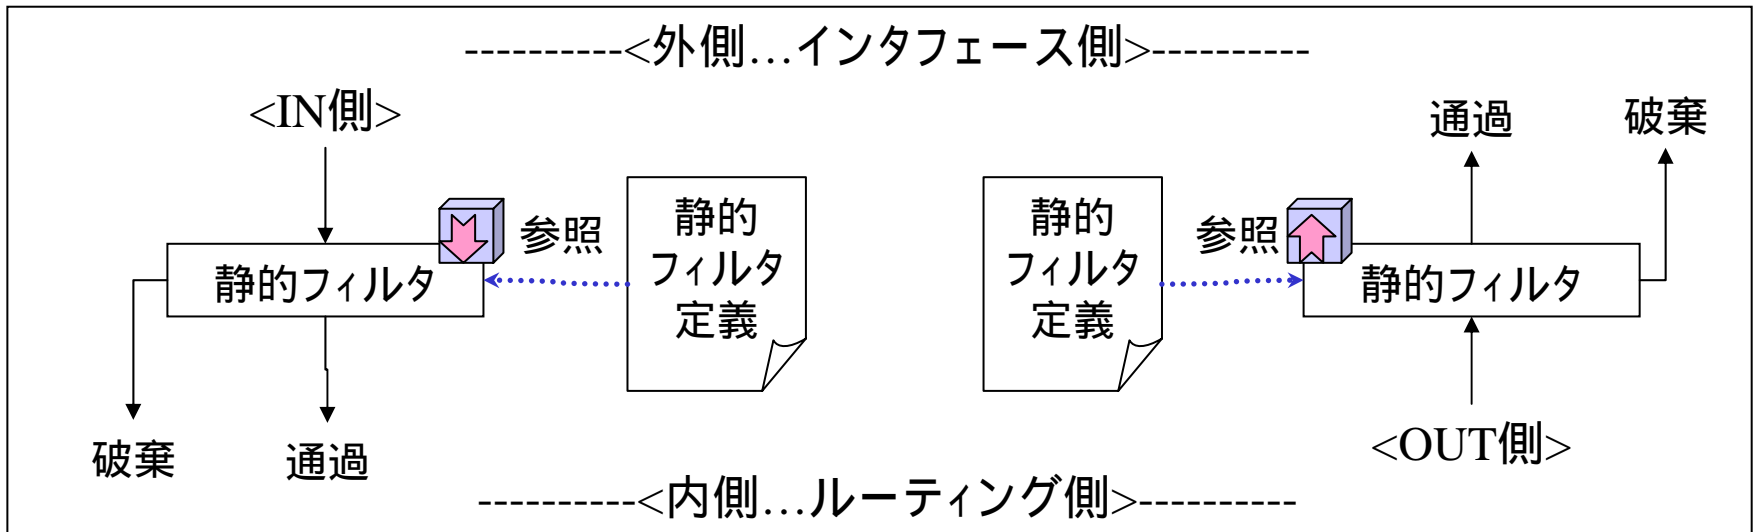 ----------<外側…インタフェース側>----------
<IN側>
通過
破棄
参照
静的
フィルタ
定義
静的
フィルタ
定義
参照
静的フィルタ
静的フィルタ
破棄
通過
<OUT側>
----------<内側…ルーティング側>----------